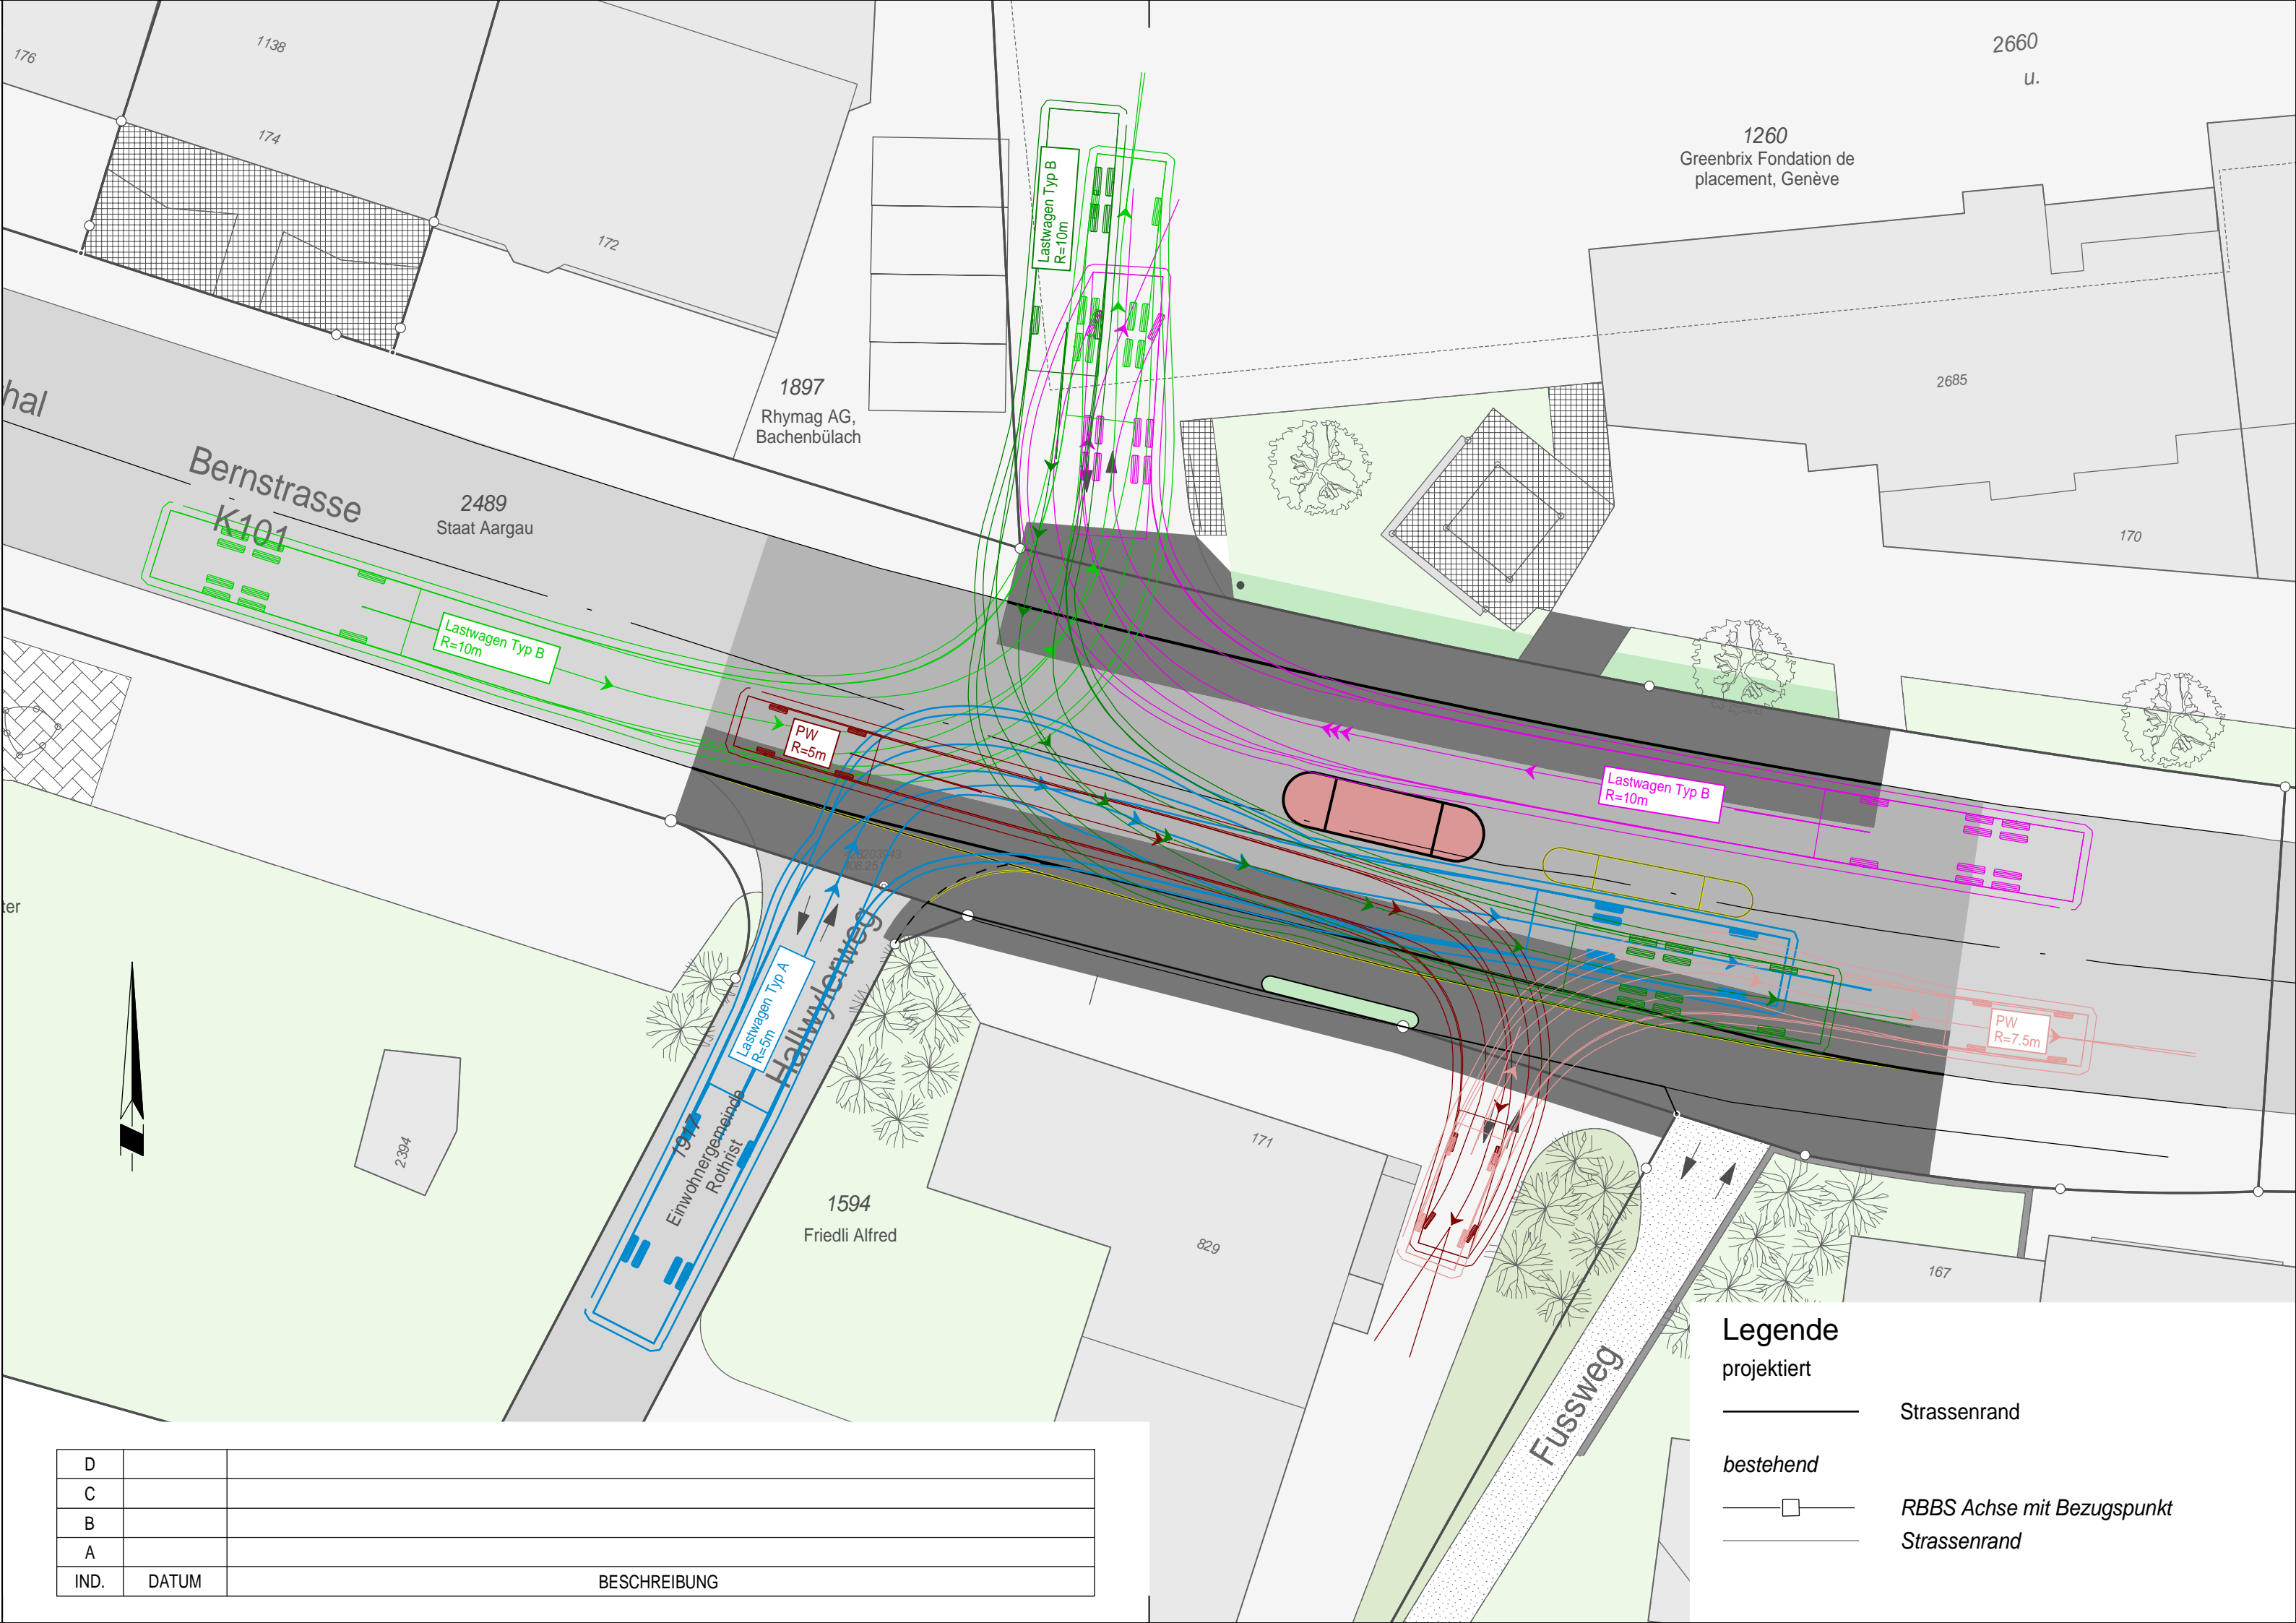 176
1138
174
172
2660
u.
1260
Greenbrix Fondation de
placement, Genève
Lastwagen Typ B
R=10m
2685
170
1897
Rhymag AG,
Bachenbülach
hal
Bernstrasse
K101
2489
Staat Aargau
Lastwagen Typ B
R=10m
PW
R=5m
Lastwagen Typ B
R=10m
ter
Lastwagen Typ A
R=5m
Hallwylerweg
1917
Einwohnergemeinde
Rothrist
PW
R=7.5m
2394
1594
Friedli Alfred
171
829
167
Fussweg
Legende
projektiert
Strassenrand
bestehend
RBBS Achse mit Bezugspunkt
Strassenrand
D
C
B
A
IND. DATUM BESCHREIBUNG